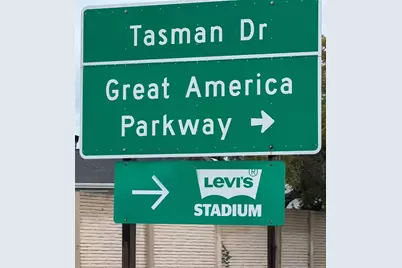 Tasman Dr
Great America
Parkway →
→ LEVI'S®
STADIUM